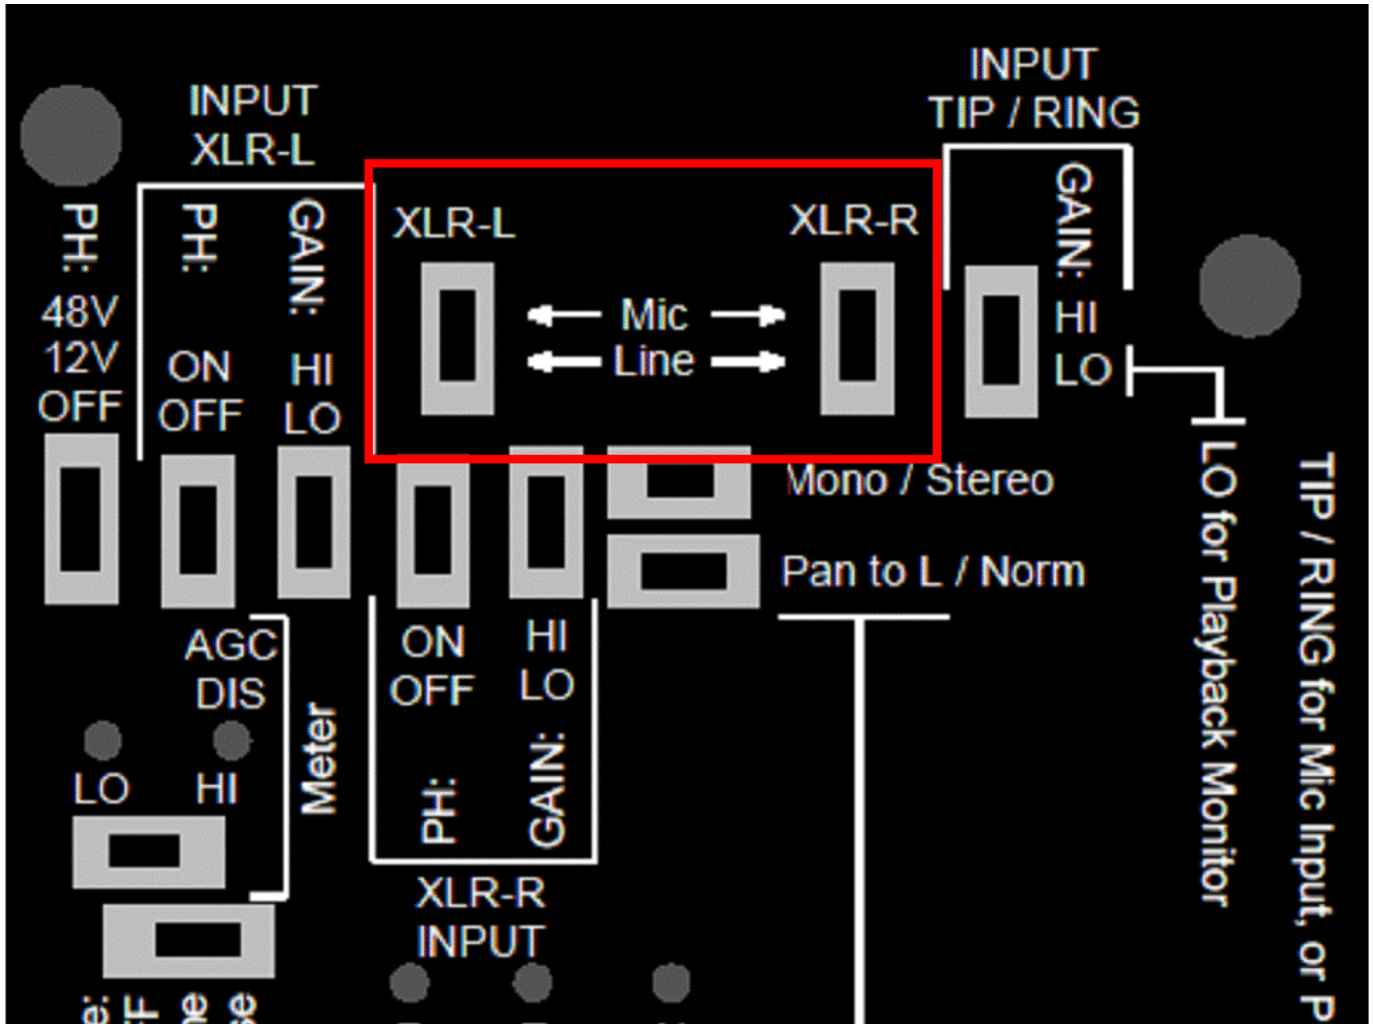 INPUT
XLR-L
PH:
48V
12V
OFF
PH:
ON
OFF
GAIN:
HI
LO
XLR-L
XLR-R
Mic
Line
INPUT
TIP / RING
GAIN:
HI
LO
Mono / Stereo
Pan to L / Norm
LO for Playback Monitor
TIP / RING for Mic Input, or P
AGC
DIS
LO
HI
Meter
ON
OFF
PH:
HI
LO
GAIN:
XLR-R
INPUT